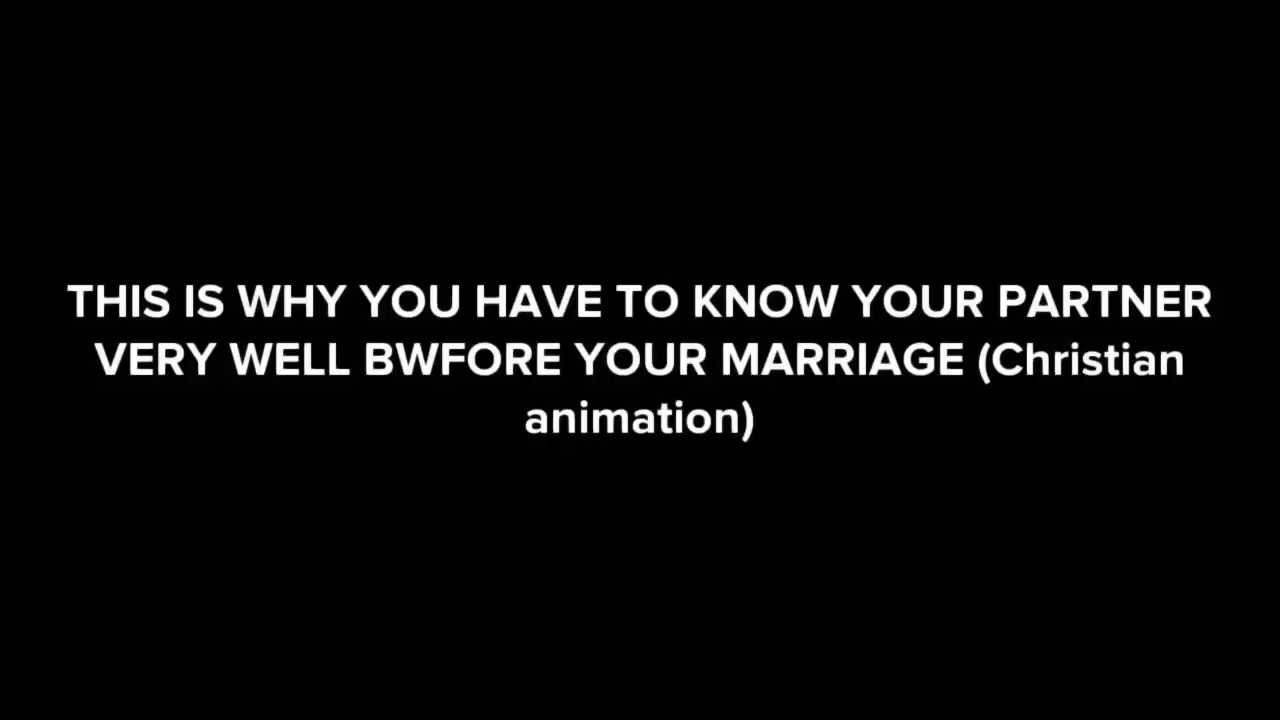 THIS IS WHY YOU HAVE TO KNOW YOUR PARTNER
VERY WELL BWFORE YOUR MARRIAGE (Christian
animation)